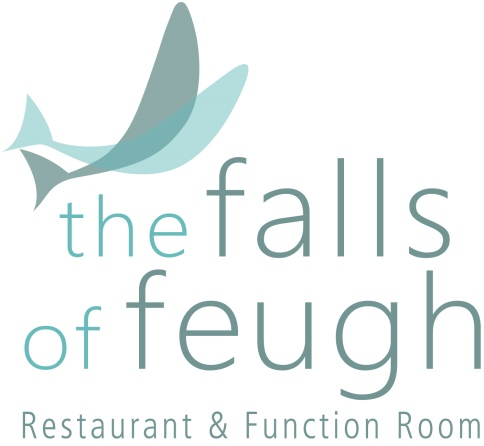 the falls
of feugh
Restaurant & Function Room